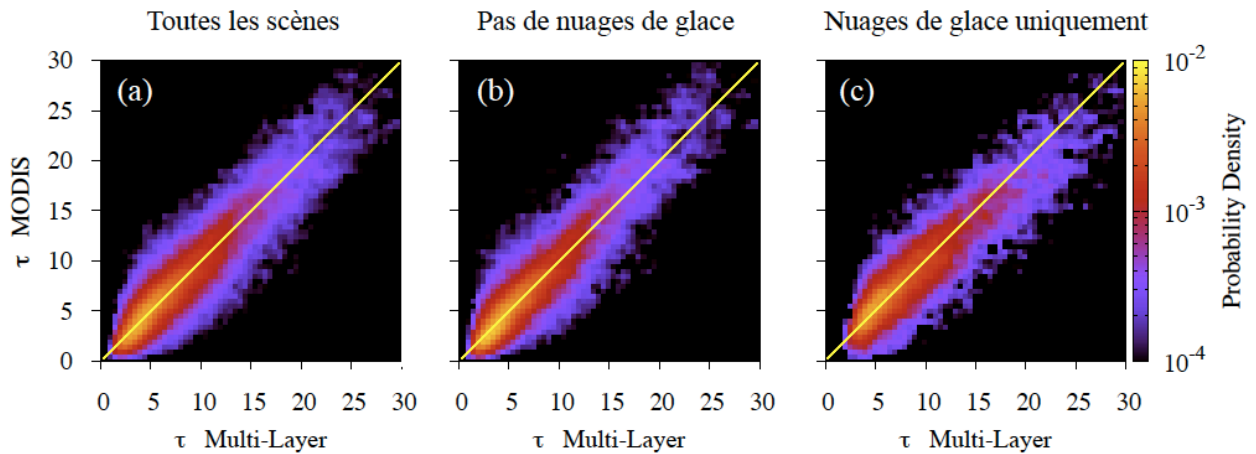 Toutes les scènes
Pas de nuages de glace
Nuages de glace uniquement
(a)
(b)
(c)
τ MODIS
30
25
20
15
10
5
0
0 5 10 15 20 25 30
0 5 10 15 20 25 30
0 5 10 15 20 25 30
τ Multi-Layer
τ Multi-Layer
τ Multi-Layer
10-2
10-3
10-4
Probability Density